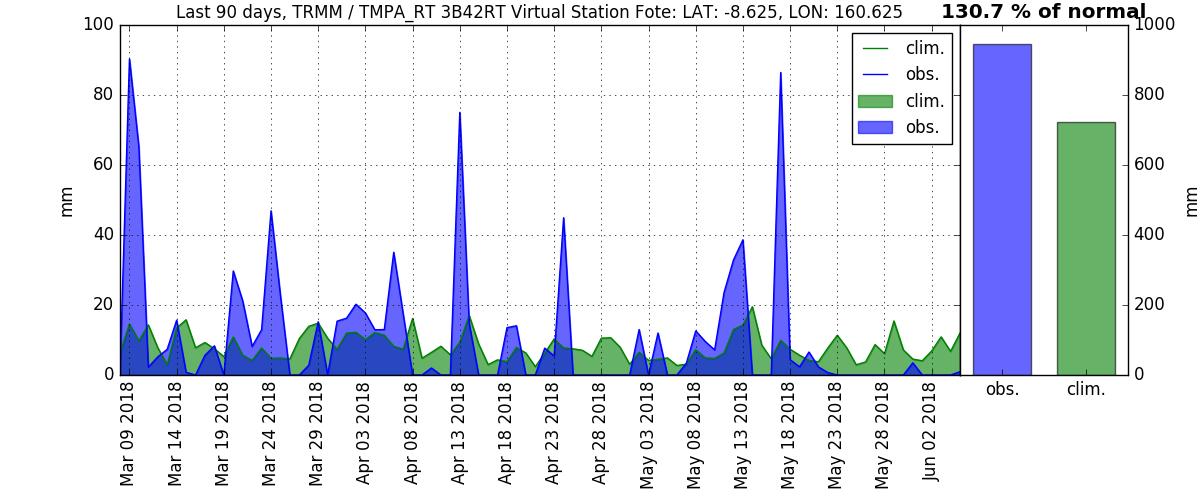 Last 90 days, TRMM / TMPA_RT 3B42RT Virtual Station Fote: LAT: -8.625, LON: 160.625
130.7 % of normal
mm
100
80
60
40
20
0
clim.
obs.
clim.
obs.
1000
800
600
400
200
0
mm
obs.
clim.
Mar 09 2018
Mar 14 2018
Mar 19 2018
Mar 24 2018
Mar 29 2018
Apr 03 2018
Apr 08 2018
Apr 13 2018
Apr 18 2018
Apr 23 2018
Apr 28 2018
May 03 2018
May 08 2018
May 13 2018
May 18 2018
May 23 2018
May 28 2018
Jun 02 2018